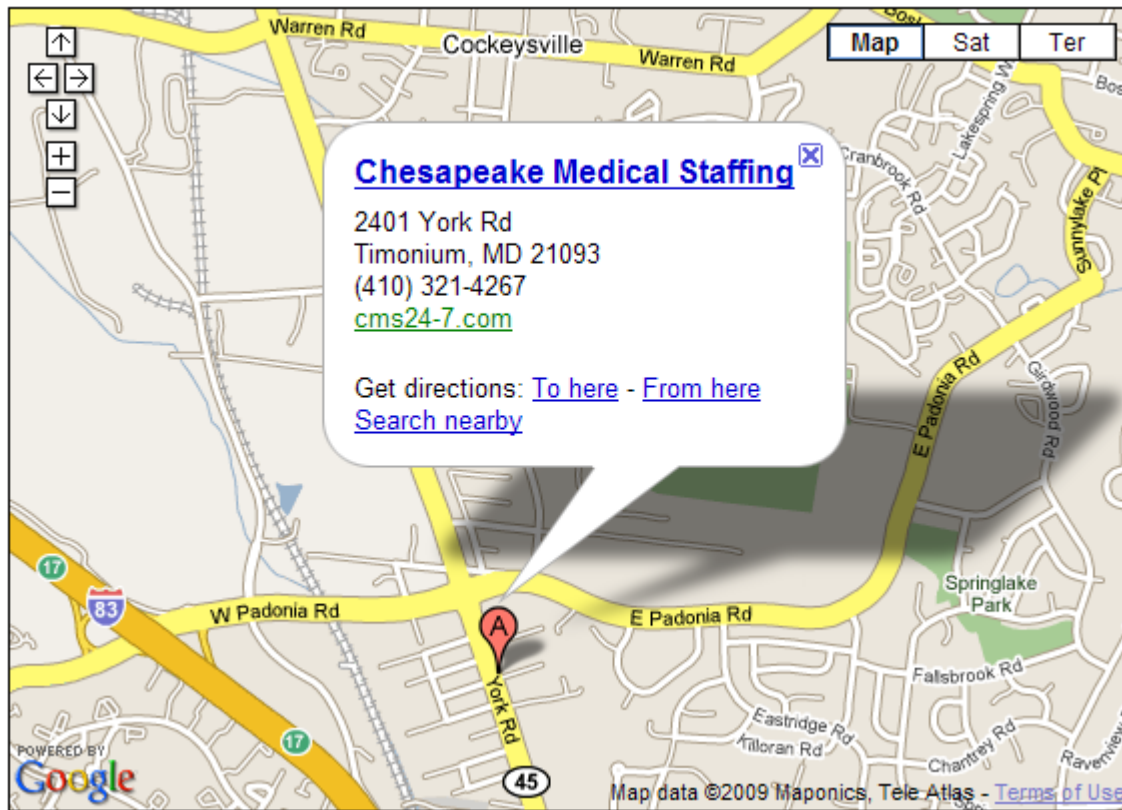 Warren Rd
Cockeysville
Warren Rd
Map
Sat
Ter
Lakespring W
Cranbrook Rd
Sunnylake Pl
Chesapeake Medical Staffing
2401 York Rd
Timonium, MD 21093
(410) 321-4267
cms24-7.com
Get directions: To here - From here
Search nearby
E Padonia Rd
Girdwood Rd
17
83
W Padonia Rd
A
E Padonia Rd
Springlake
Park
York Rd
Fallsbrook Rd
Eastridge Rd
Killoran Rd
Chantrey Rd
17
45
POWERED BY
Google
Map data ©2009 Maponics, Tele Atlas - Terms of Use